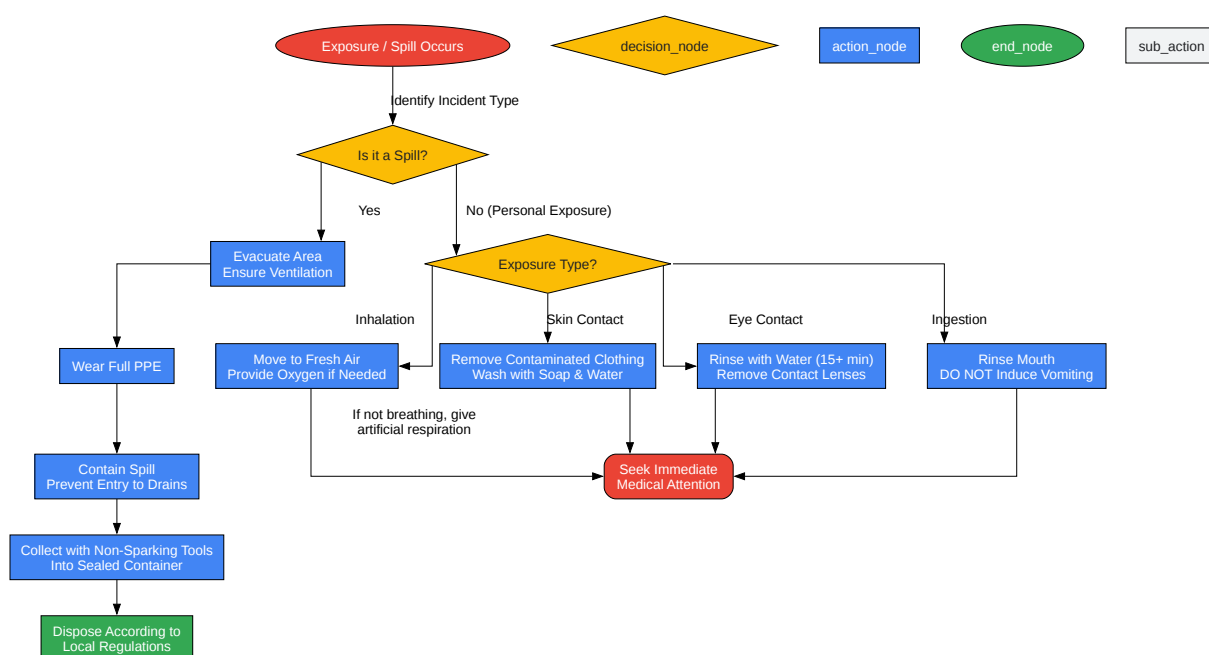 Exposure / Spill Occurs
decision_node
action_node
end_node
sub_action
Identify Incident Type
Is it a Spill?
Yes
No (Personal Exposure)
Evacuate Area
Ensure Ventilation
Exposure Type?
Inhalation
Skin Contact
Eye Contact
Ingestion
Wear Full PPE
Move to Fresh Air
Provide Oxygen if Needed
Remove Contaminated Clothing
Wash with Soap & Water
Rinse with Water (15+ min)
Remove Contact Lenses
Rinse Mouth
DO NOT Induce Vomiting
If not breathing, give
artificial respiration
Contain Spill
Prevent Entry to Drains
Seek Immediate
Medical Attention
Collect with Non-Sparking Tools
Into Sealed Container
Dispose According to
Local Regulations